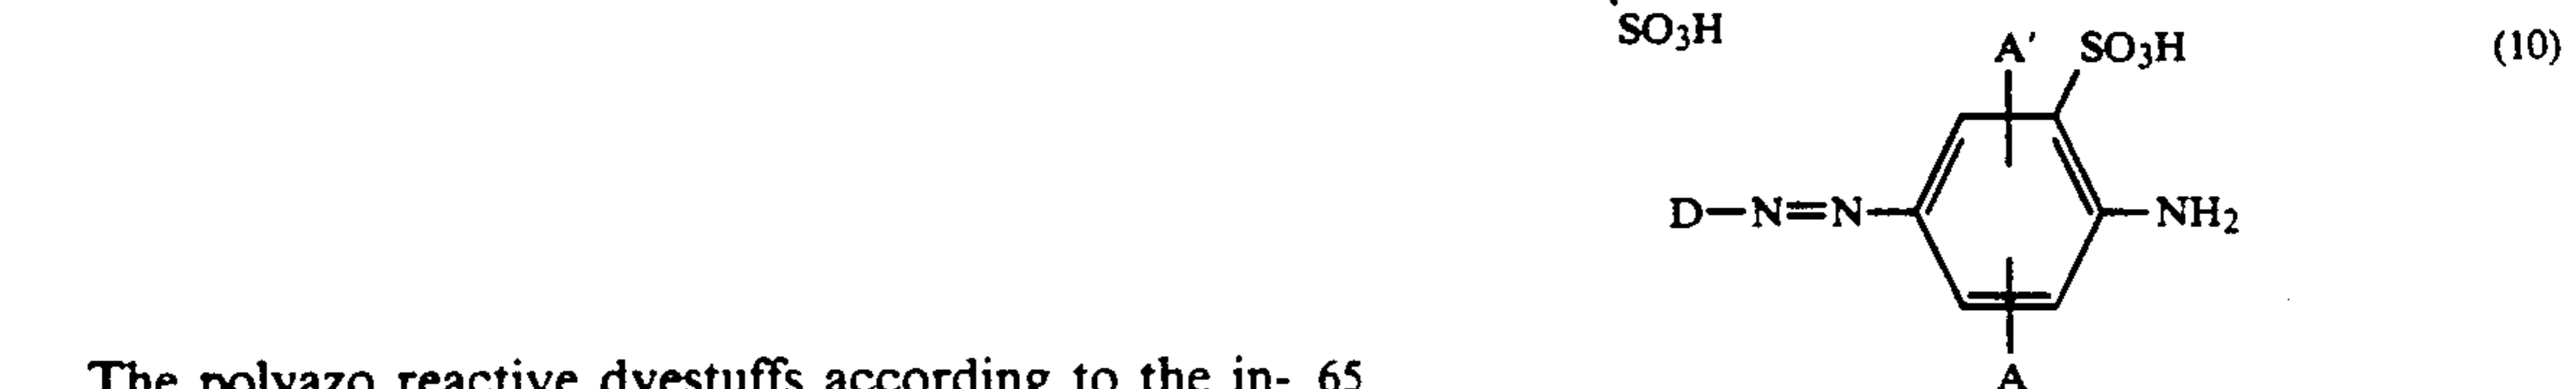 SO₃H
A' SO₃H (10)
D—N=N NH₂
The polyazo reactive dyestuffs according to the in- 65
A